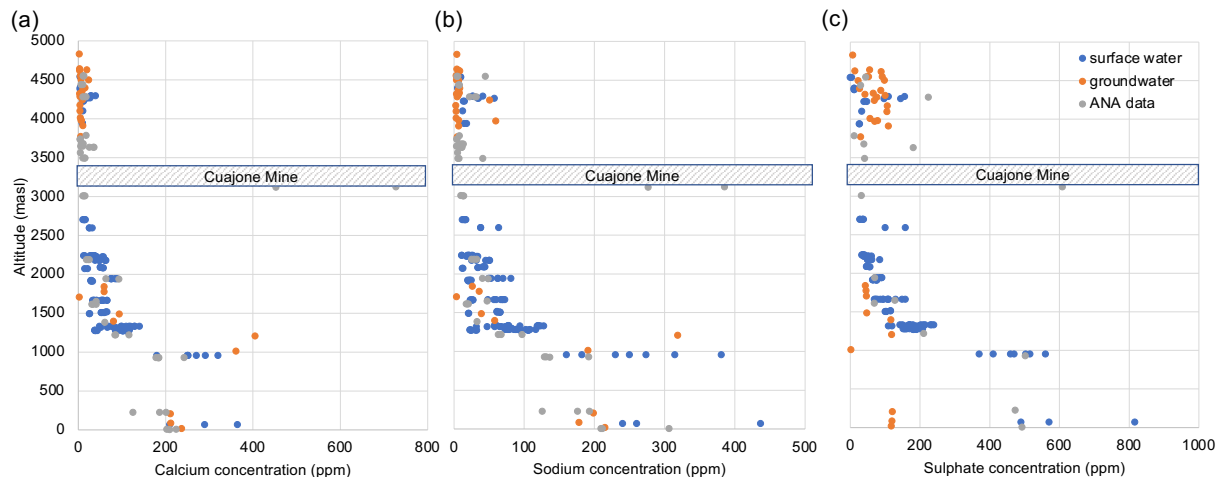 (a)
(b)
(c)
Altitude (masl)
5000
4500
4000
3500
3000
2500
2000
1500
1000
500
0
Cuajone Mine
0 200 400 600 800
Calcium concentration (ppm)
Cuajone Mine
0 100 200 300 400 500
Sodium concentration (ppm)
surface water
groundwater
ANA data
Cuajone Mine
0 200 400 600 800 1000
Sulphate concentration (ppm)